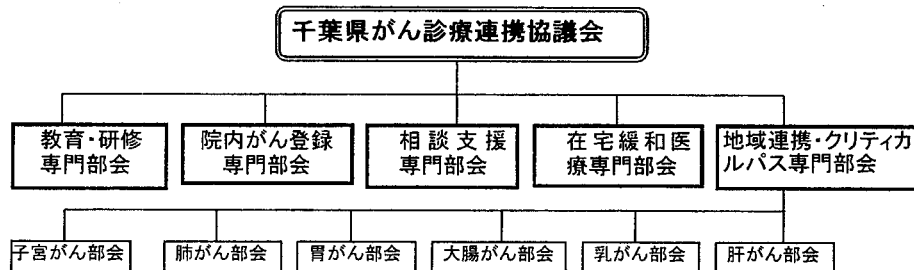 千葉県がん診療連携協議会
教育・研修
専門部会
院内がん登録
専門部会
相談支援
専門部会
在宅緩和医
療専門部会
地域連携・クリティカ
ルパス専門部会
子宮がん部会
肺がん部会
胃がん部会
大腸がん部会
乳がん部会
肝がん部会